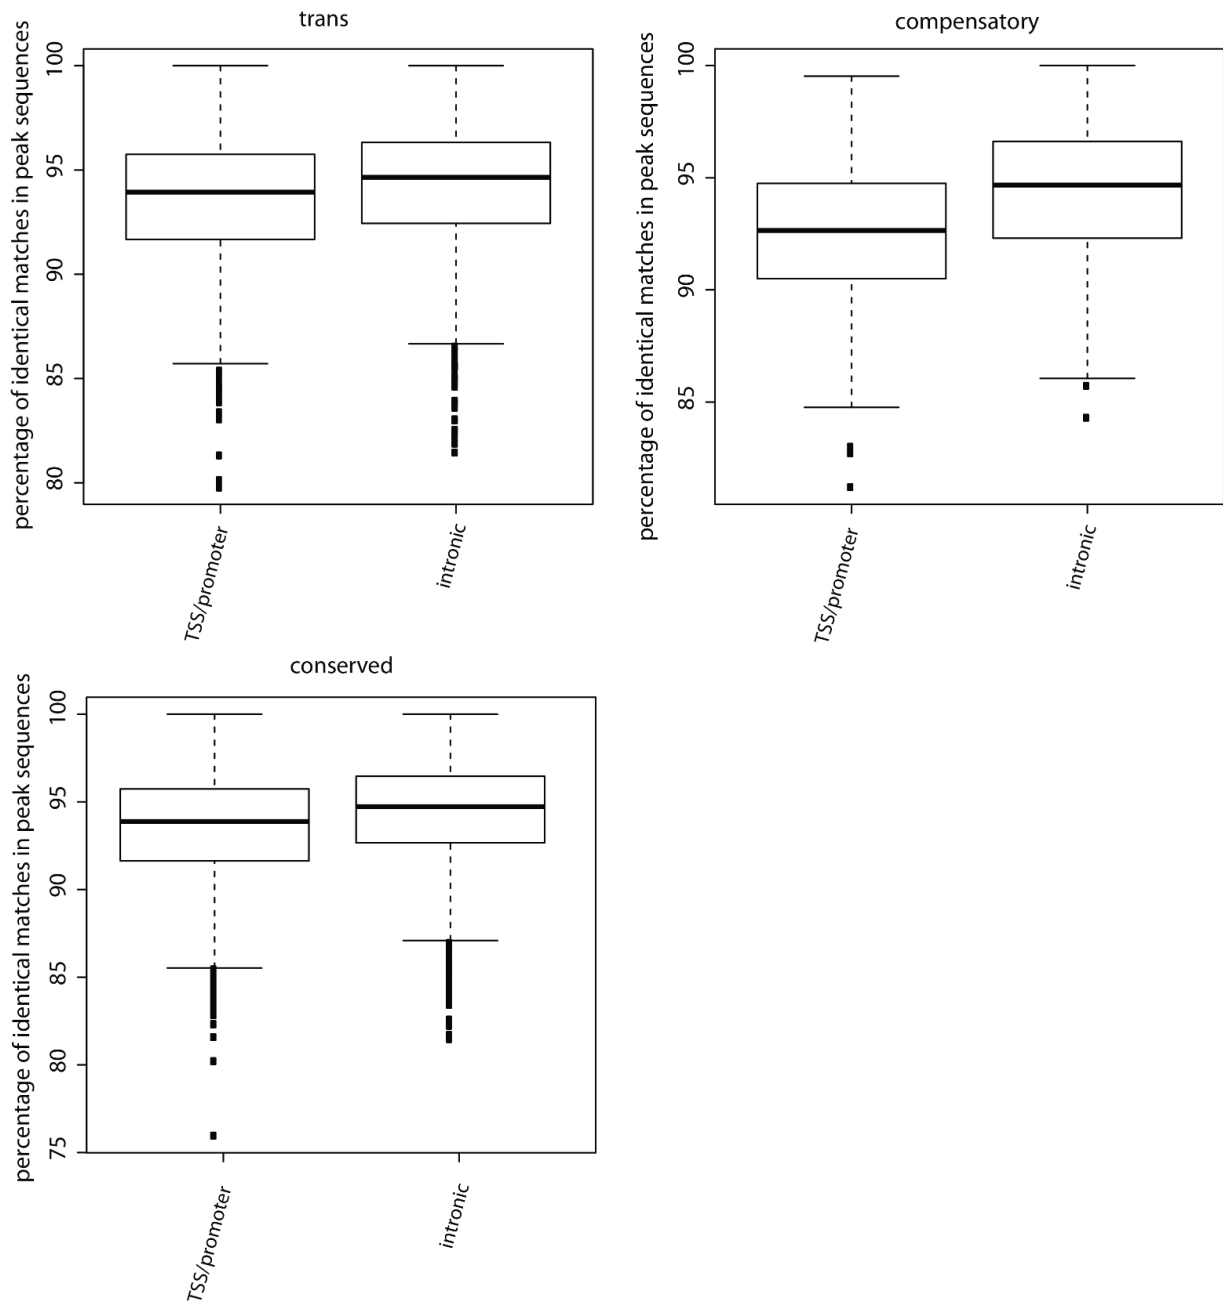 trans
percentage of identical matches in peak sequences
100
95
90
85
80
TSS/promoter
intronic
compensatory
percentage of identical matches in peak sequences
100
95
90
85
TSS/promoter
intronic
conserved
percentage of identical matches in peak sequences
100
95
90
85
80
75
TSS/promoter
intronic